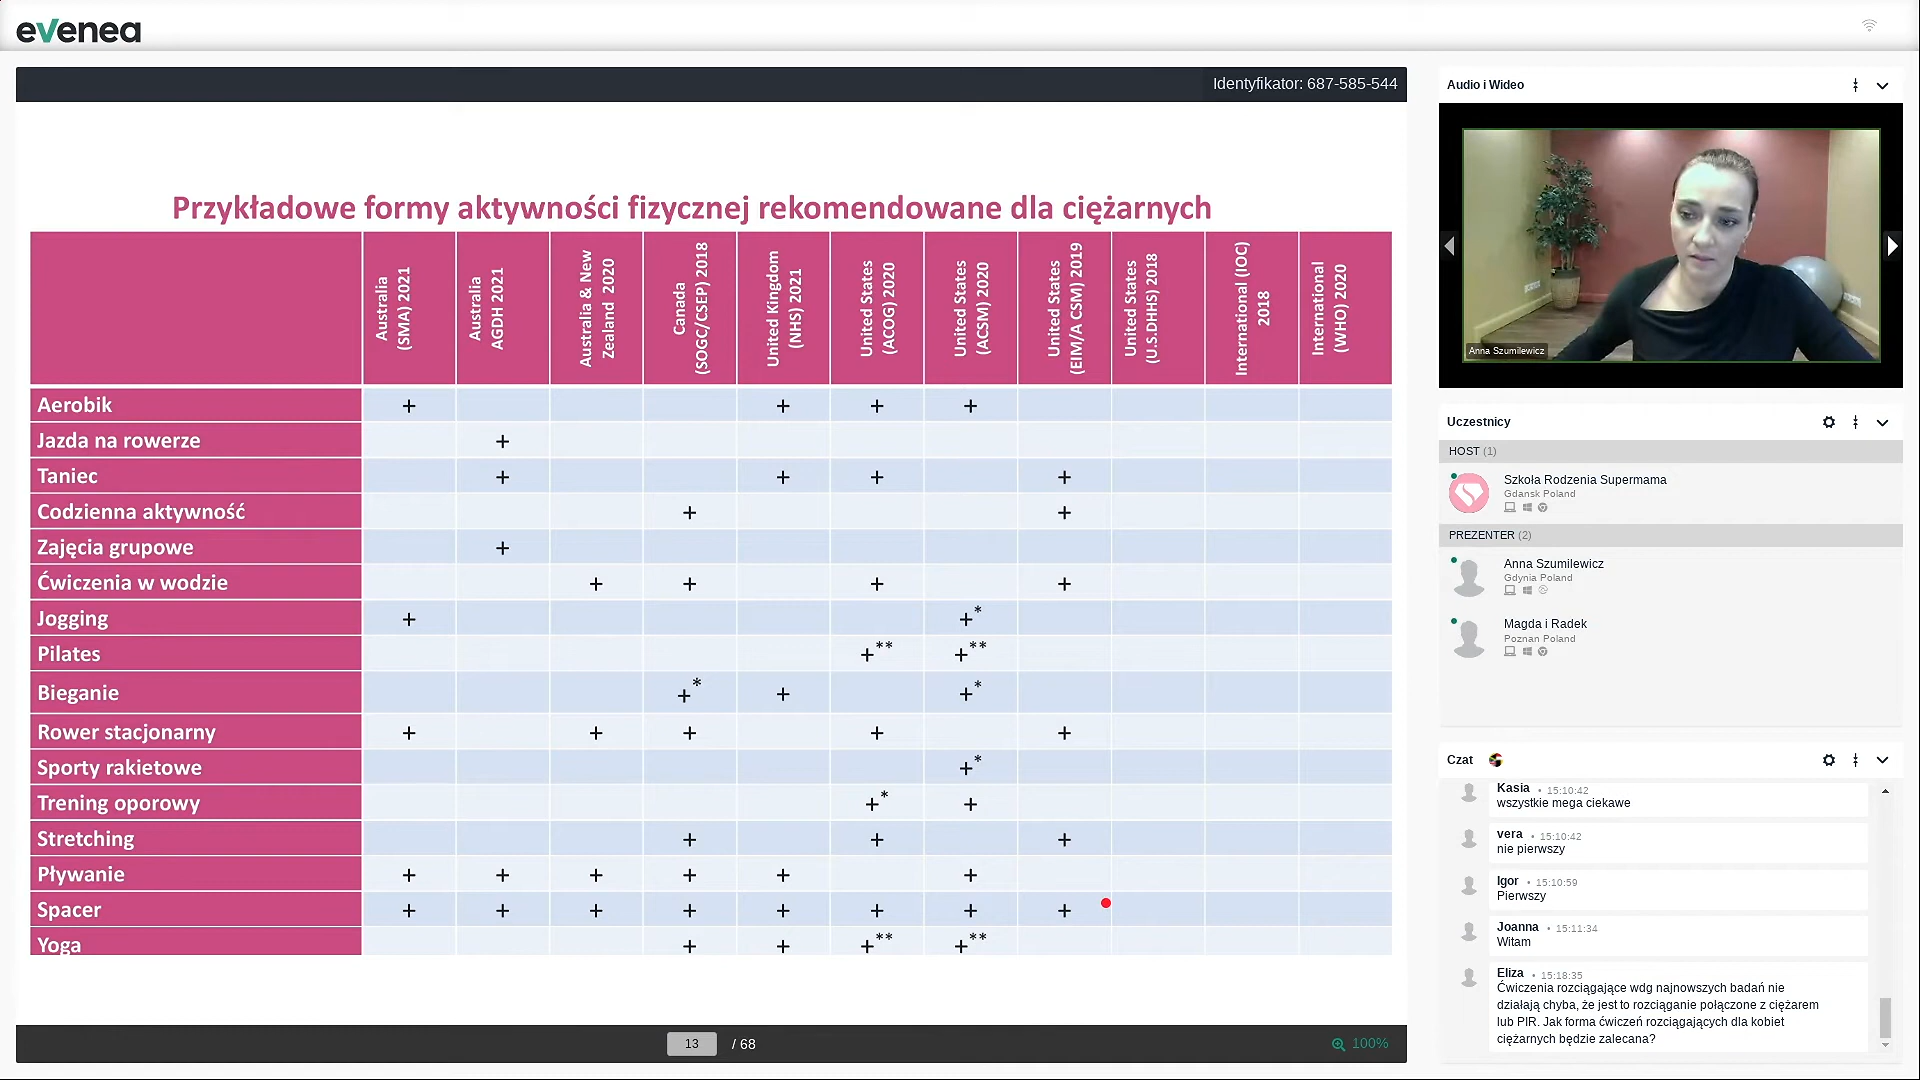 evenea
Identyfikator: 687-585-544
Przykładowe formy aktywności fizycznej rekomendowane dla ciężarnych
Australia (SMA) 2021
Australia AGDH 2021
Australia & New Zealand 2020
Canada (SOGC/CSEP) 2018
United Kingdom (NHS) 2021
United States (ACOG) 2020
United States (ACSM) 2020
United States (EIM/A CSM) 2019
United States (U.S.DHHS) 2018
International (IOC) 2018
International (WHO) 2020
Aerobik + + + +
Jazda na rowerze +
Taniec + + + +
Codzienna aktywność + +
Zajęcia grupowe +
Ćwiczenia w wodzie + + + +
Jogging + +*
Pilates +** +**
Bieganie +* + +*
Rower stacjonarny + + + + +
Sporty rakietowe +*
Trening oporowy +* +
Stretching + + +
Pływanie + + + + + +
Spacer + + + + + + + +
Yoga + + +** +**
13 / 68
100%
Audio i Wideo
Anna Szumilewicz
Uczestnicy
HOST (1)
Szkoła Rodzenia Supermama
Gdansk Poland
PREZENTER (2)
Anna Szumilewicz
Gdynia Poland
Magda i Radek
Poznan Poland
Czat
Kasia • 15:10:42
wszystkie mega ciekawe
vera • 15:10:42
nie pierwszy
Igor • 15:10:59
Pierwszy
Joanna • 15:11:34
Witam
Eliza • 15:18:35
Ćwiczenia rozciągające wdg najnowszych badań nie
działają chyba, że jest to rozciąganie połączone z ciężarem
lub PIR. Jak forma ćwiczeń rozciągających dla kobiet
ciężarnych będzie zalecana?